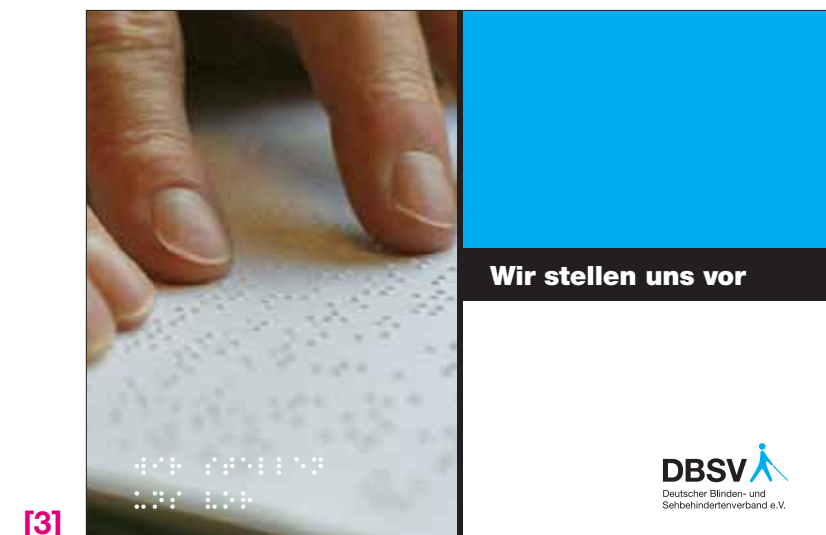 ⠺⠊⠗ ⠎⠞⠑⠇⠇⠑⠝
⠥⠝⠎ ⠧⠕⠗
Wir stellen uns vor
DBSV
Deutscher Blinden- und
Sehbehindertenverband e.V.
[3]